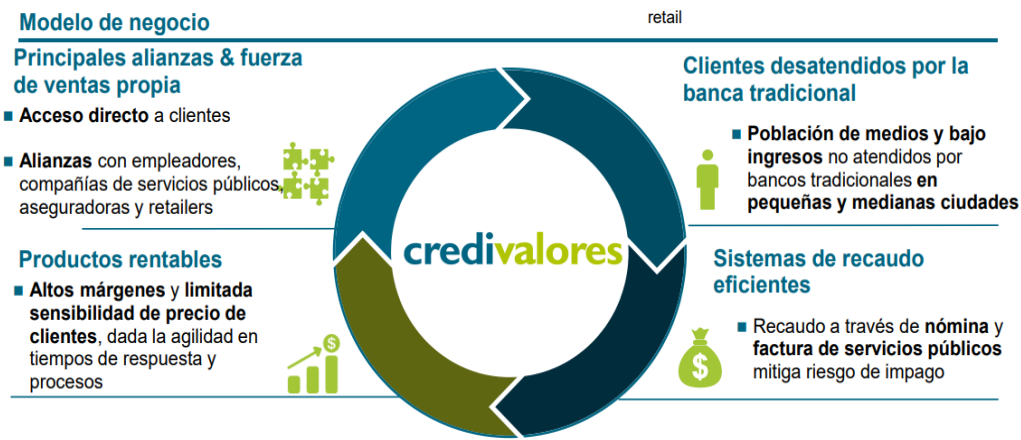 retail
Modelo de negocio
Principales alianzas & fuerza
de ventas propia
■ Acceso directo a clientes
■ Alianzas con empleadores,
compañías de servicios públicos,
aseguradoras y retailers
Clientes desatendidos por la
banca tradicional
■ Población de medios y bajo
ingresos no atendidos por
bancos tradicionales en
pequeñas y medianas ciudades
credivalores
Productos rentables
■ Altos márgenes y limitada
sensibilidad de precio de
clientes, dada la agilidad en
tiempos de respuesta y
procesos
$
Sistemas de recaudo
eficientes
■ Recaudo a través de nómina y
factura de servicios públicos
mitiga riesgo de impago
$